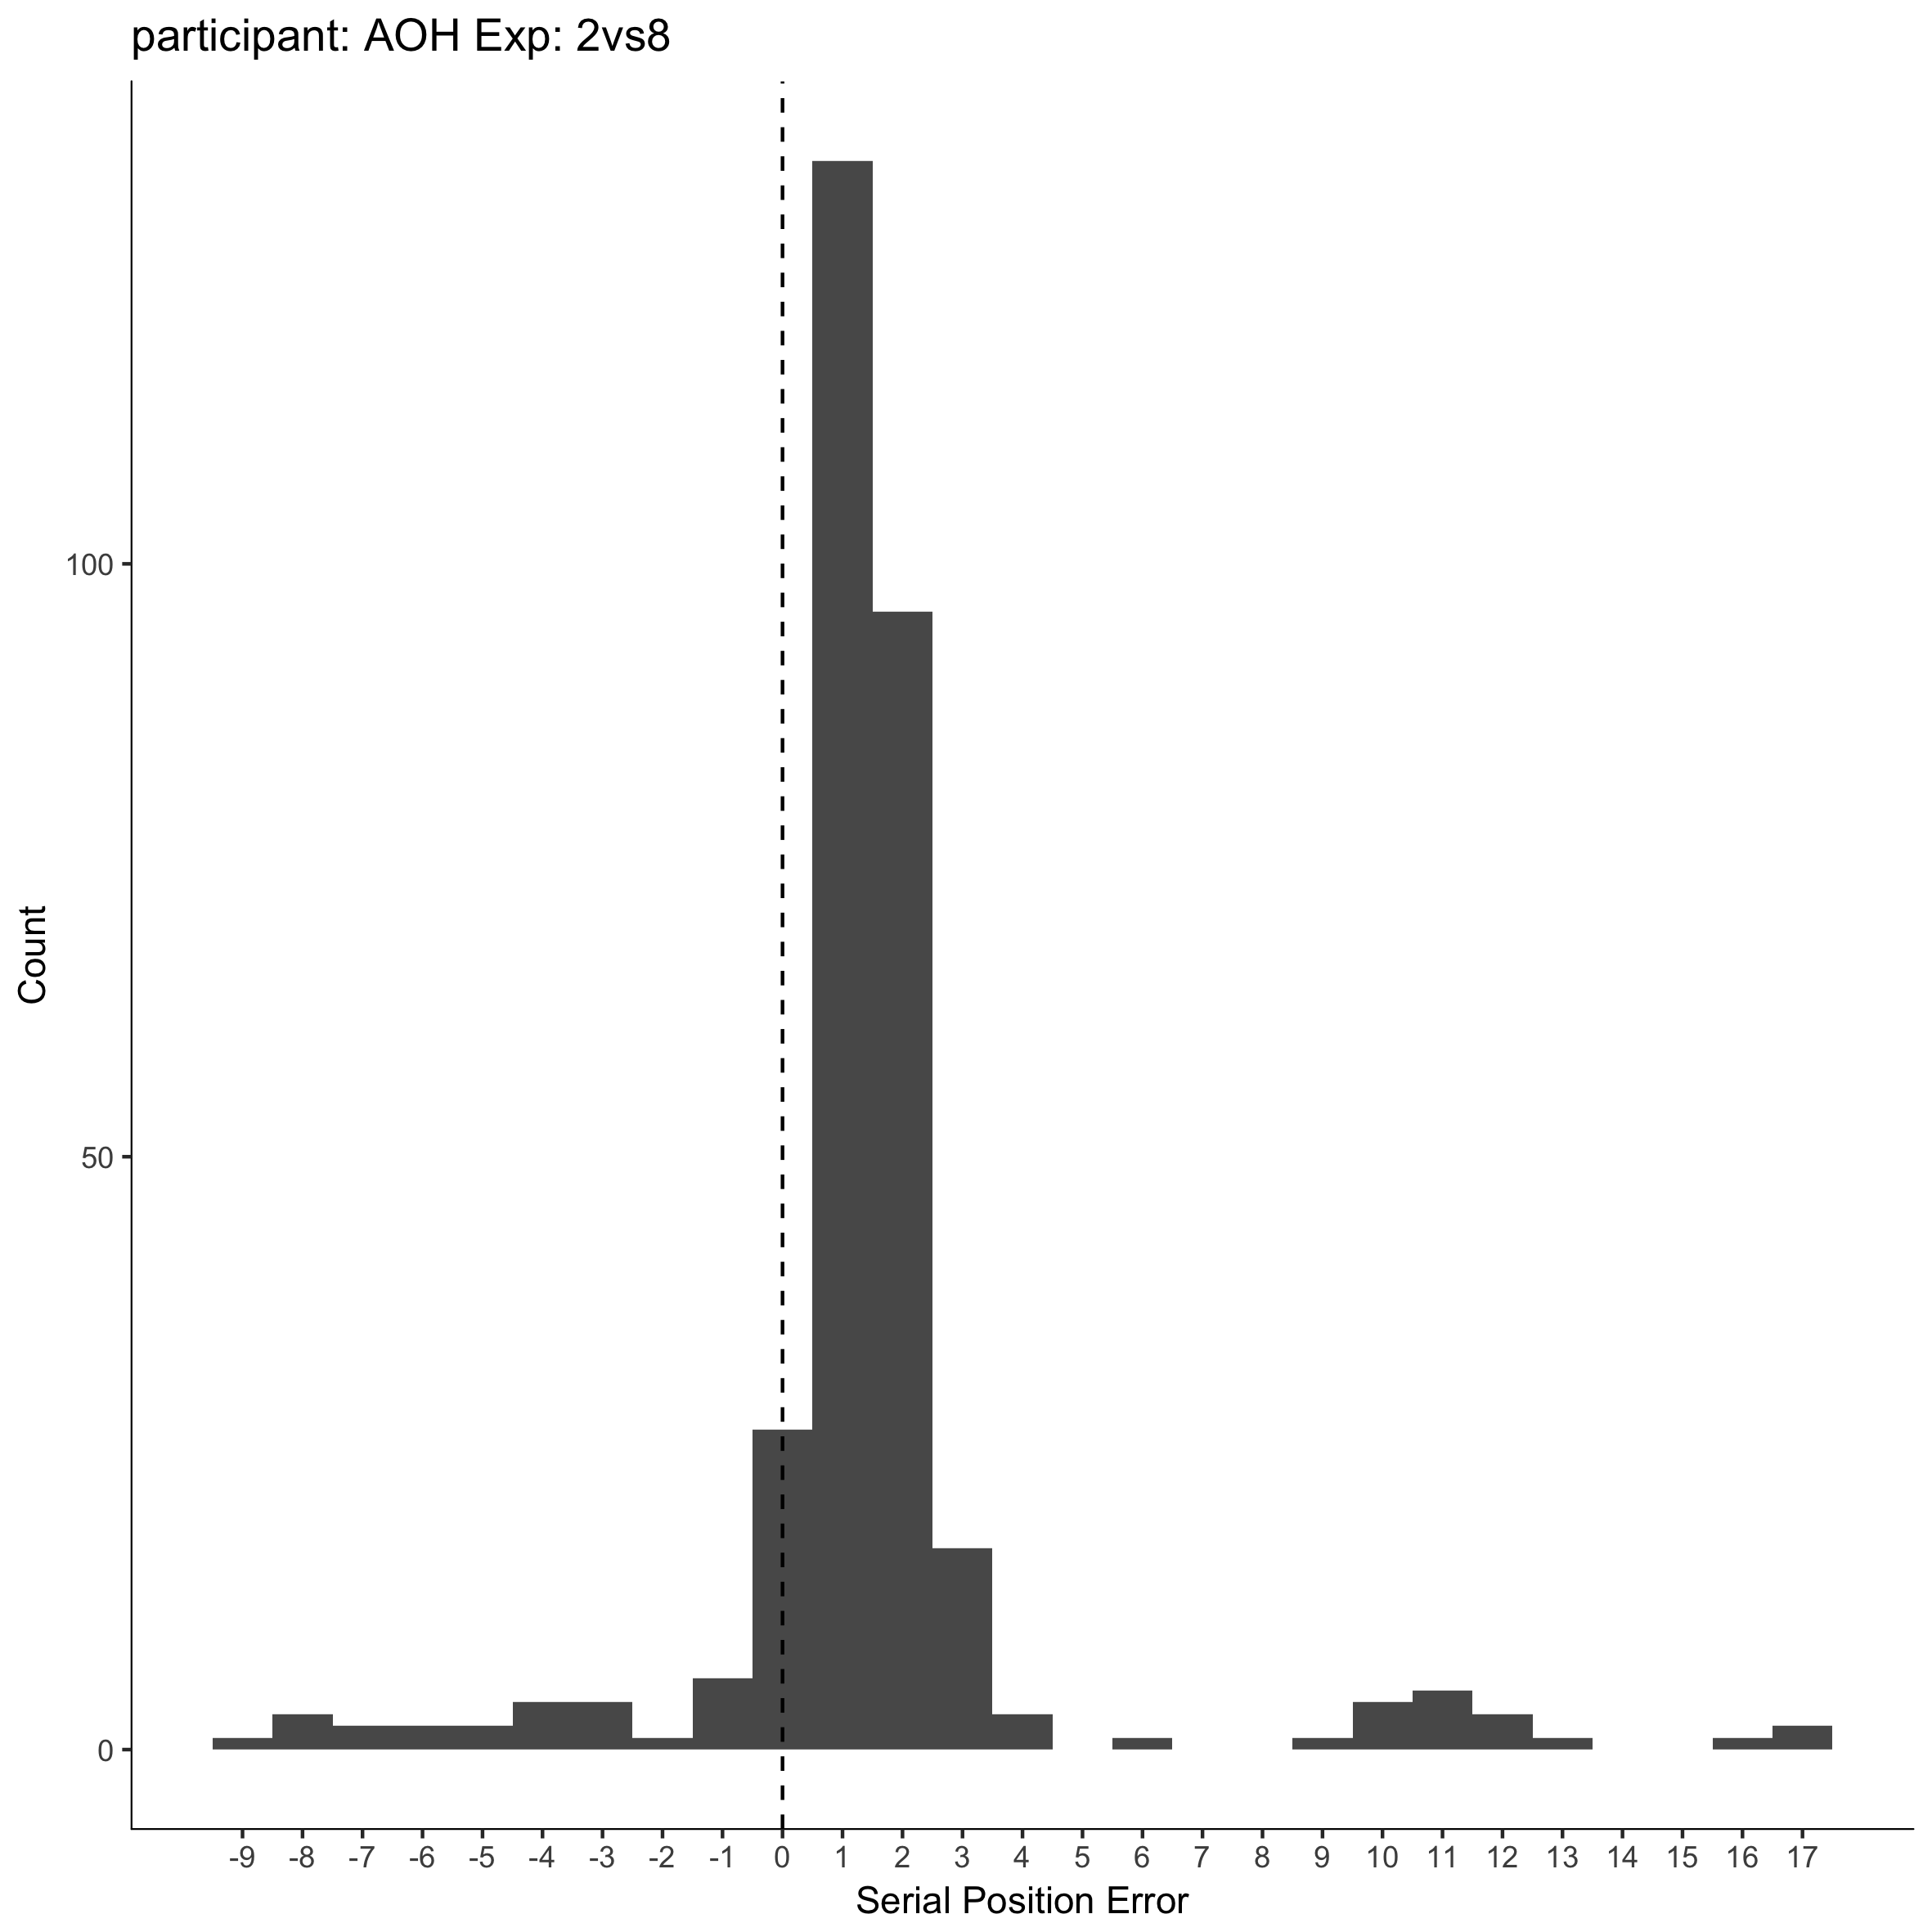 participant: AOH Exp: 2vs8
Count
100
50
0
-9 -8 -7 -6 -5 -4 -3 -2 -1 0 1 2 3 4 5 6 7 8 9 10 11 12 13 14 15 16 17
Serial Position Error